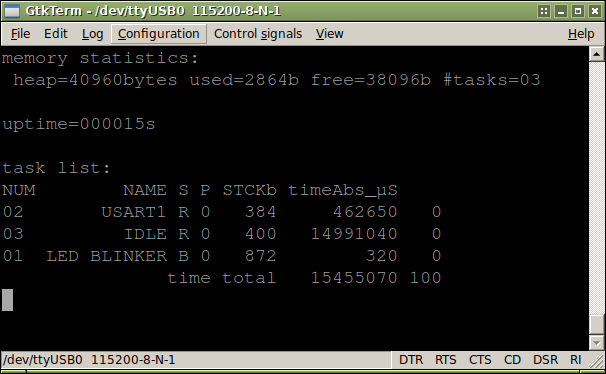 GtkTerm - /dev/ttyUSB0 115200-8-N-1
File Edit Log Configuration Control signals View Help
memory statistics:
heap=40960bytes used=2864b free=38096b #tasks=03
uptime=000015s
task list:
NUM NAME S P STCKb timeAbs_µS
02 USART1 R 0 384 462650 0
03 IDLE R 0 400 14991040 0
01 LED BLINKER B 0 872 320 0
time total 15455070 100
/dev/ttyUSB0 115200-8-N-1 DTR RTS CTS CD DSR RI